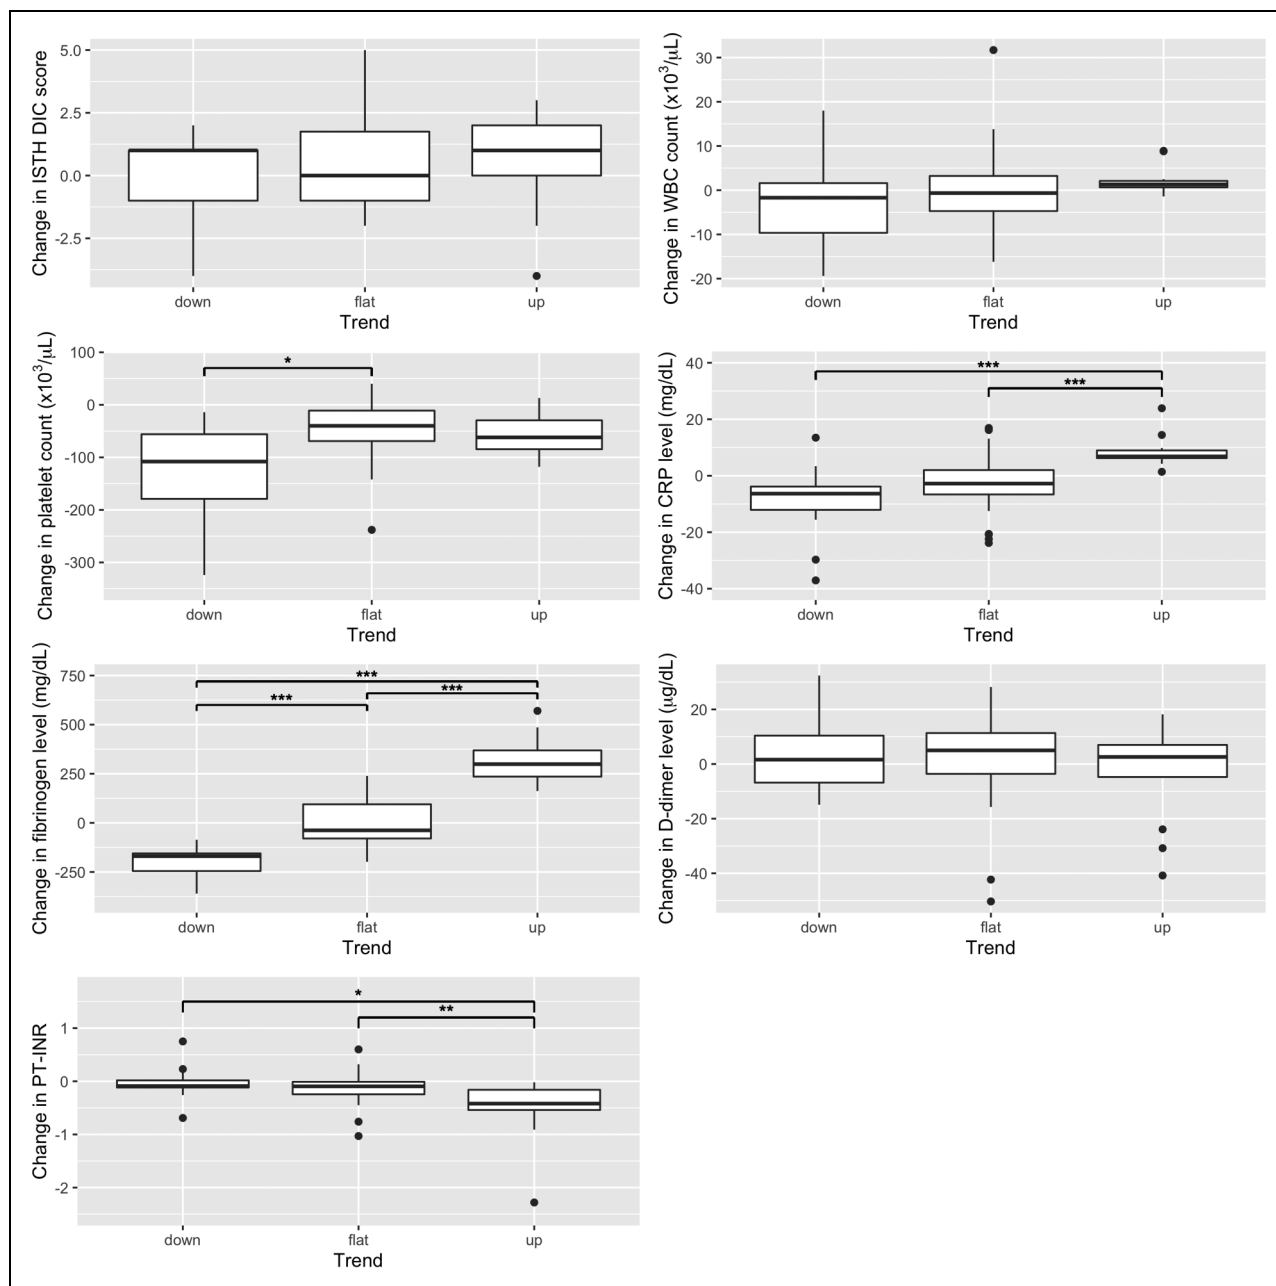 Change in ISTH DIC score
5.0
2.5
0.0
-2.5
down flat up
Trend
Change in WBC count (x10³/μL)
30
20
10
0
-10
-20
down flat up
Trend
Change in platelet count (x10³/μL)
100
0
-100
-200
-300
*
down flat up
Trend
Change in CRP level (mg/dL)
40
20
0
-20
-40
***
***
down flat up
Trend
Change in fibrinogen level (mg/dL)
750
500
250
0
-250
***
***
***
down flat up
Trend
Change in D-dimer level (μg/dL)
20
0
-20
-40
down flat up
Trend
Change in PT-INR
1
0
-1
-2
*
**
down flat up
Trend